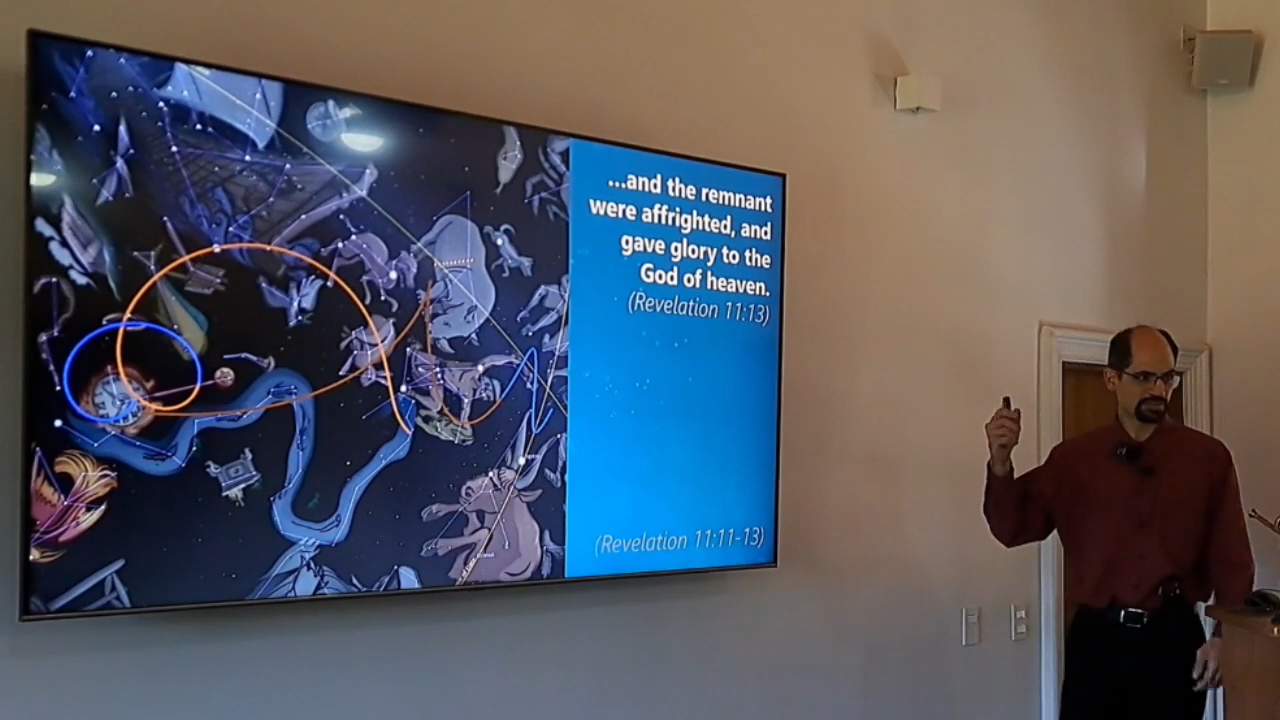 ...and the remnant
were affrighted, and
gave glory to the
God of heaven.
(Revelation 11:13)
(Revelation 11:11-13)